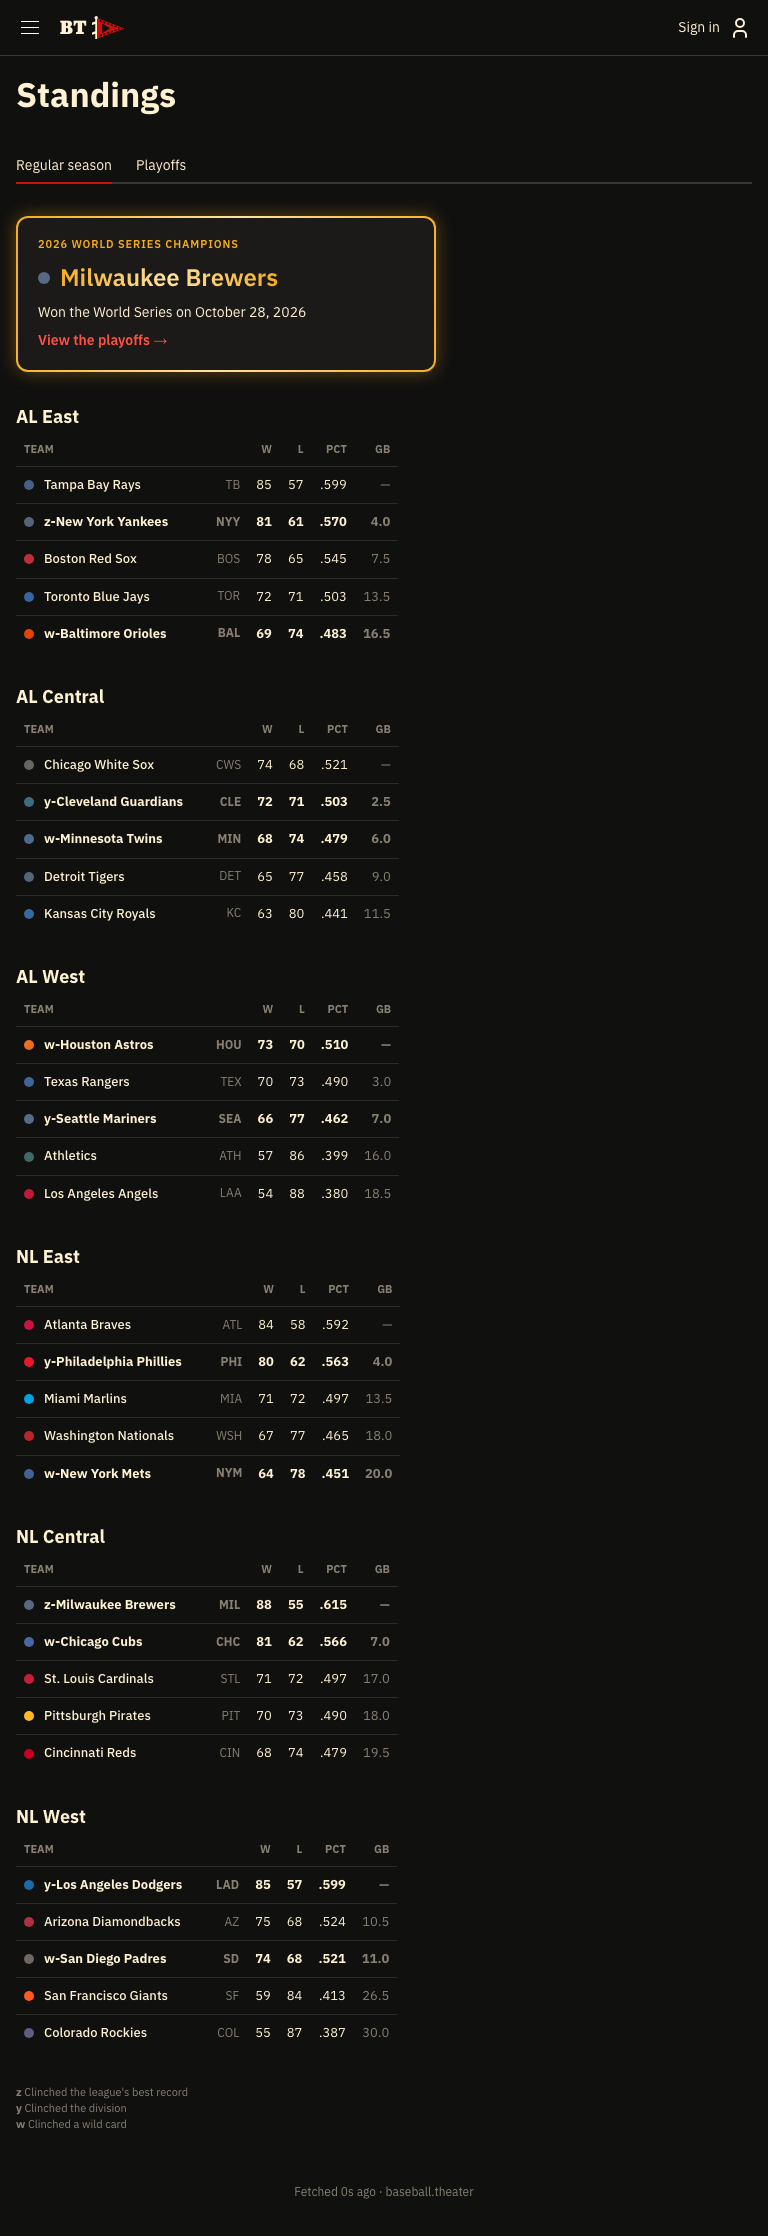 BT
Sign in
Standings
Regular season Playoffs
2026 WORLD SERIES CHAMPIONS
Milwaukee Brewers
Won the World Series on October 28, 2026
View the playoffs →
AL East
TEAM W L PCT GB
Tampa Bay Rays TB 85 57 .599 —
z-New York Yankees NYY 81 61 .570 4.0
Boston Red Sox BOS 78 65 .545 7.5
Toronto Blue Jays TOR 72 71 .503 13.5
w-Baltimore Orioles BAL 69 74 .483 16.5
AL Central
TEAM W L PCT GB
Chicago White Sox CWS 74 68 .521 —
y-Cleveland Guardians CLE 72 71 .503 2.5
w-Minnesota Twins MIN 68 74 .479 6.0
Detroit Tigers DET 65 77 .458 9.0
Kansas City Royals KC 63 80 .441 11.5
AL West
TEAM W L PCT GB
w-Houston Astros HOU 73 70 .510 —
Texas Rangers TEX 70 73 .490 3.0
y-Seattle Mariners SEA 66 77 .462 7.0
Athletics ATH 57 86 .399 16.0
Los Angeles Angels LAA 54 88 .380 18.5
NL East
TEAM W L PCT GB
Atlanta Braves ATL 84 58 .592 —
y-Philadelphia Phillies PHI 80 62 .563 4.0
Miami Marlins MIA 71 72 .497 13.5
Washington Nationals WSH 67 77 .465 18.0
w-New York Mets NYM 64 78 .451 20.0
NL Central
TEAM W L PCT GB
z-Milwaukee Brewers MIL 88 55 .615 —
w-Chicago Cubs CHC 81 62 .566 7.0
St. Louis Cardinals STL 71 72 .497 17.0
Pittsburgh Pirates PIT 70 73 .490 18.0
Cincinnati Reds CIN 68 74 .479 19.5
NL West
TEAM W L PCT GB
y-Los Angeles Dodgers LAD 85 57 .599 —
Arizona Diamondbacks AZ 75 68 .524 10.5
w-San Diego Padres SD 74 68 .521 11.0
San Francisco Giants SF 59 84 .413 26.5
Colorado Rockies COL 55 87 .387 30.0
z Clinched the league's best record
y Clinched the division
w Clinched a wild card
Fetched 0s ago · baseball.theater